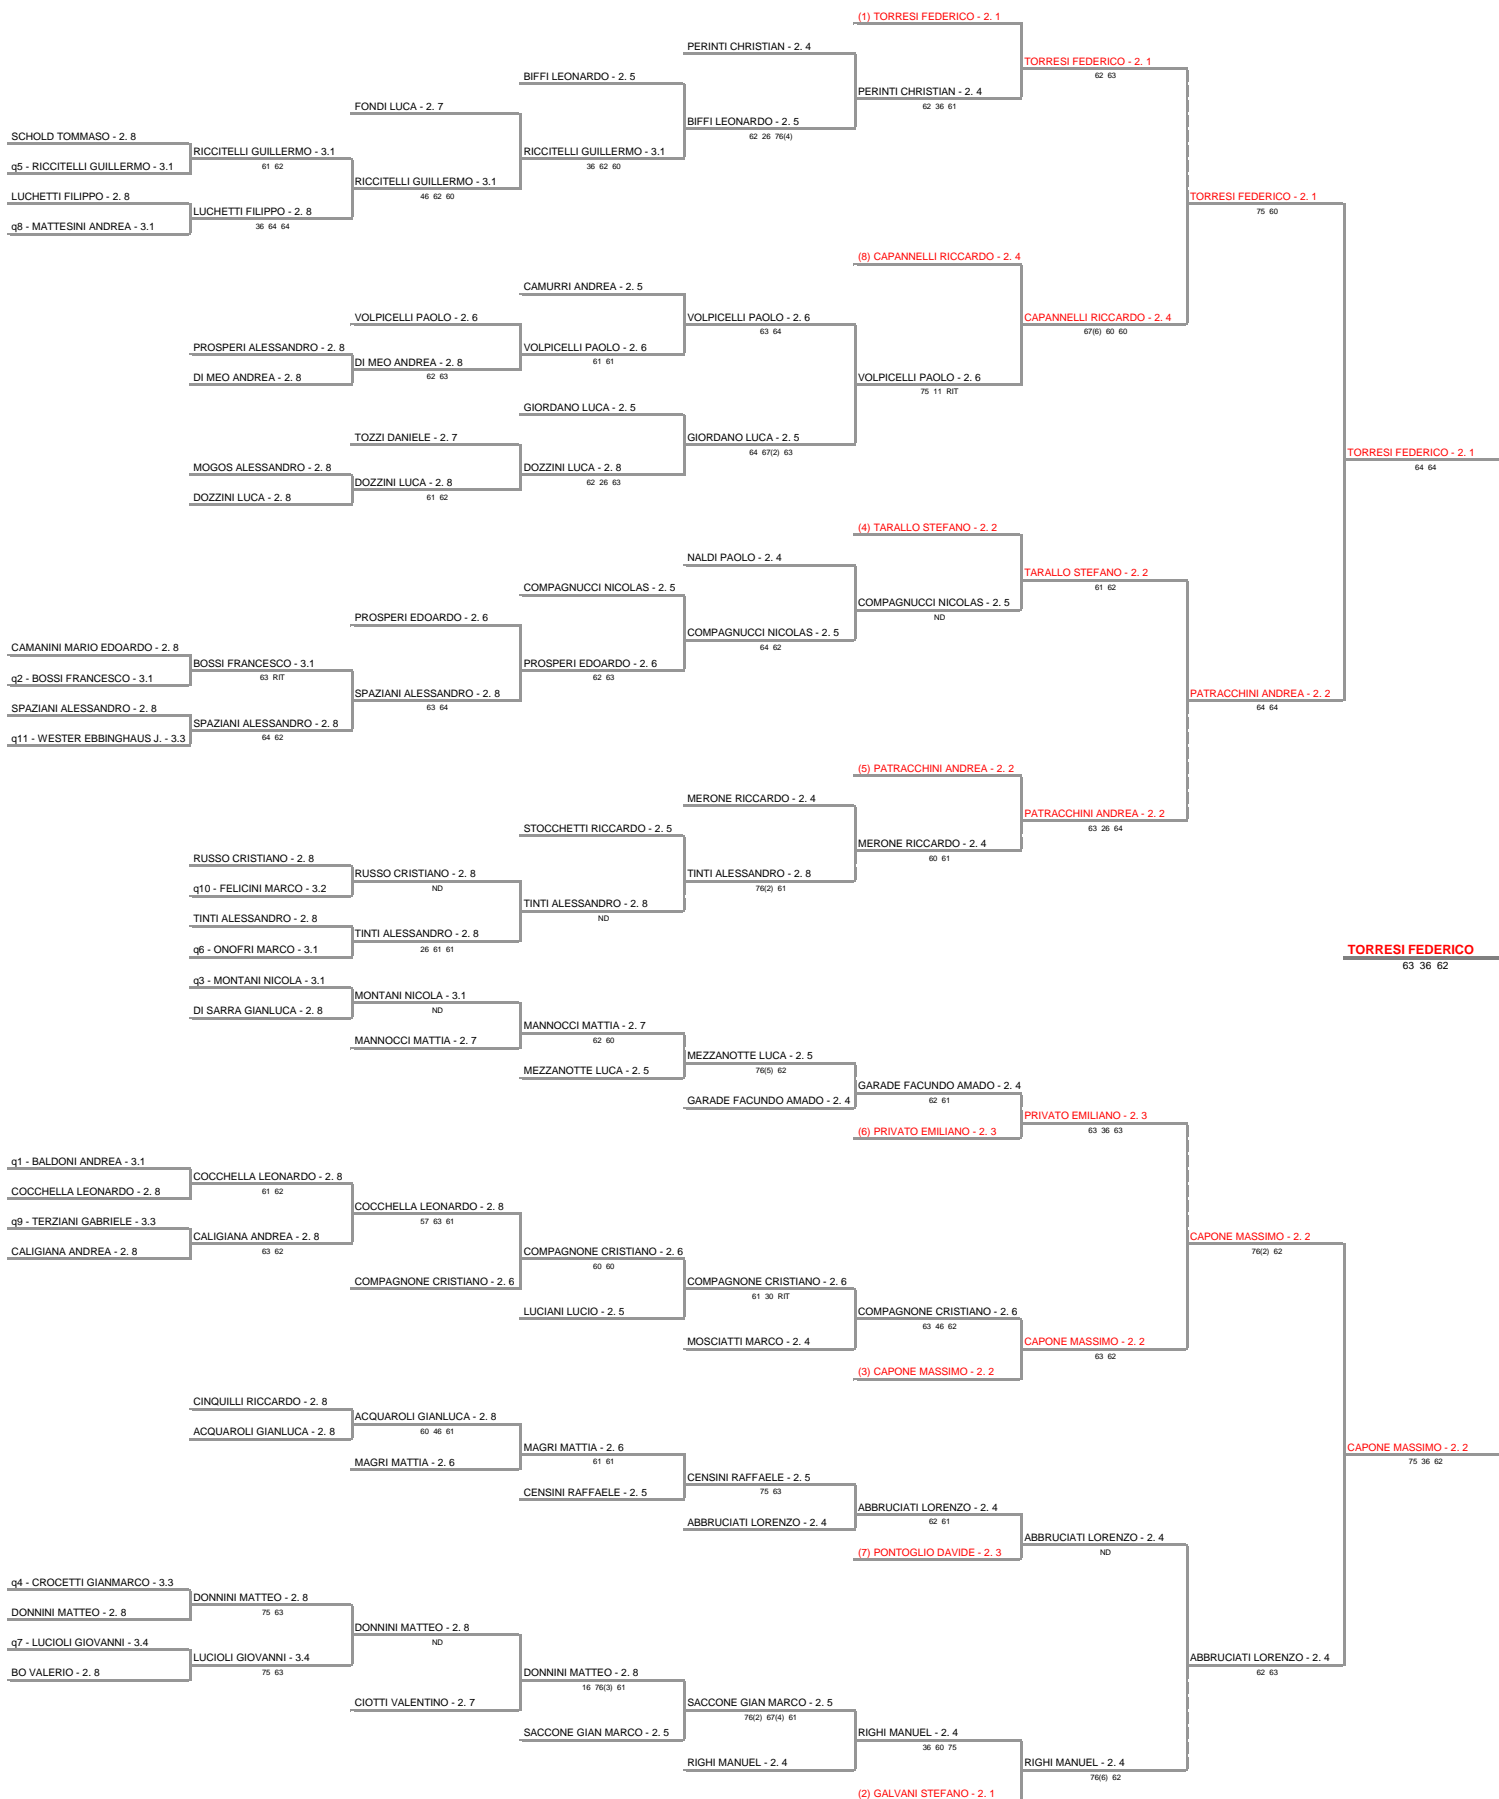 (1) TORRESI FEDERICO - 2. 1
PERINTI CHRISTIAN - 2. 4
TORRESI FEDERICO - 2. 1
62 63
BIFFI LEONARDO - 2. 5
PERINTI CHRISTIAN - 2. 4
62 36 61
FONDI LUCA - 2. 7
BIFFI LEONARDO - 2. 5
62 26 76(4)
SCHOLD TOMMASO - 2. 8
RICCITELLI GUILLERMO - 3.1
61 62
RICCITELLI GUILLERMO - 3.1
36 62 60
q5 - RICCITELLI GUILLERMO - 3.1
RICCITELLI GUILLERMO - 3.1
46 62 60
LUCHETTI FILIPPO - 2. 8
TORRESI FEDERICO - 2. 1
75 60
LUCHETTI FILIPPO - 2. 8
36 64 64
q8 - MATTESINI ANDREA - 3.1
(8) CAPANNELLI RICCARDO - 2. 4
CAMURRI ANDREA - 2. 5
VOLPICELLI PAOLO - 2. 6
VOLPICELLI PAOLO - 2. 6
63 64
CAPANNELLI RICCARDO - 2. 4
67(6) 60 60
PROSPERI ALESSANDRO - 2. 8
VOLPICELLI PAOLO - 2. 6
61 61
DI MEO ANDREA - 2. 8
62 63
DI MEO ANDREA - 2. 8
VOLPICELLI PAOLO - 2. 6
75 11 RIT
GIORDANO LUCA - 2. 5
TOZZI DANIELE - 2. 7
GIORDANO LUCA - 2. 5
64 67(2) 63
TORRESI FEDERICO - 2. 1
64 64
MOGOS ALESSANDRO - 2. 8
DOZZINI LUCA - 2. 8
62 26 63
DOZZINI LUCA - 2. 8
61 62
DOZZINI LUCA - 2. 8
(4) TARALLO STEFANO - 2. 2
NALDI PAOLO - 2. 4
TARALLO STEFANO - 2. 2
61 62
COMPAGNUCCI NICOLAS - 2. 5
COMPAGNUCCI NICOLAS - 2. 5
ND
PROSPERI EDOARDO - 2. 6
COMPAGNUCCI NICOLAS - 2. 5
64 62
CAMANINI MARIO EDOARDO - 2. 8
BOSSI FRANCESCO - 3.1
63 RIT
PROSPERI EDOARDO - 2. 6
62 63
q2 - BOSSI FRANCESCO - 3.1
SPAZIANI ALESSANDRO - 2. 8
63 64
PATRACCHINI ANDREA - 2. 2
64 64
SPAZIANI ALESSANDRO - 2. 8
SPAZIANI ALESSANDRO - 2. 8
64 62
q11 - WESTER EBBINGHAUS J. - 3.3
(5) PATRACCHINI ANDREA - 2. 2
MERONE RICCARDO - 2. 4
PATRACCHINI ANDREA - 2. 2
63 26 64
STOCCHETTI RICCARDO - 2. 5
MERONE RICCARDO - 2. 4
60 61
RUSSO CRISTIANO - 2. 8
RUSSO CRISTIANO - 2. 8
ND
TINTI ALESSANDRO - 2. 8
76(2) 61
q10 - FELICINI MARCO - 3.2
TINTI ALESSANDRO - 2. 8
ND
TINTI ALESSANDRO - 2. 8
TINTI ALESSANDRO - 2. 8
26 61 61
q6 - ONOFRI MARCO - 3.1
TORRESI FEDERICO
63 36 62
q3 - MONTANI NICOLA - 3.1
MONTANI NICOLA - 3.1
ND
DI SARRA GIANLUCA - 2. 8
MANNOCCI MATTIA - 2. 7
62 60
MANNOCCI MATTIA - 2. 7
MEZZANOTTE LUCA - 2. 5
76(5) 62
MEZZANOTTE LUCA - 2. 5
GARADE FACUNDO AMADO - 2. 4
62 61
GARADE FACUNDO AMADO - 2. 4
PRIVATO EMILIANO - 2. 3
63 36 63
(6) PRIVATO EMILIANO - 2. 3
q1 - BALDONI ANDREA - 3.1
COCCHELLA LEONARDO - 2. 8
61 62
COCCHELLA LEONARDO - 2. 8
COCCHELLA LEONARDO - 2. 8
57 63 61
q9 - TERZIANI GABRIELE - 3.3
CALIGIANA ANDREA - 2. 8
63 62
CAPONE MASSIMO - 2. 2
76(2) 62
CALIGIANA ANDREA - 2. 8
COMPAGNONE CRISTIANO - 2. 6
60 60
COMPAGNONE CRISTIANO - 2. 6
COMPAGNONE CRISTIANO - 2. 6
61 30 RIT
LUCIANI LUCIO - 2. 5
COMPAGNONE CRISTIANO - 2. 6
63 46 62
MOSCIATTI MARCO - 2. 4
CAPONE MASSIMO - 2. 2
63 62
(3) CAPONE MASSIMO - 2. 2
CINQUILLI RICCARDO - 2. 8
ACQUAROLI GIANLUCA - 2. 8
60 46 61
ACQUAROLI GIANLUCA - 2. 8
MAGRI MATTIA - 2. 6
61 61
CAPONE MASSIMO - 2. 2
75 36 62
MAGRI MATTIA - 2. 6
CENSINI RAFFAELE - 2. 5
75 63
CENSINI RAFFAELE - 2. 5
ABBRUCIATI LORENZO - 2. 4
62 61
ABBRUCIATI LORENZO - 2. 4
ABBRUCIATI LORENZO - 2. 4
ND
(7) PONTOGLIO DAVIDE - 2. 3
q4 - CROCETTI GIANMARCO - 3.3
DONNINI MATTEO - 2. 8
75 63
DONNINI MATTEO - 2. 8
DONNINI MATTEO - 2. 8
ND
q7 - LUCIOLI GIOVANNI - 3.4
LUCIOLI GIOVANNI - 3.4
75 63
ABBRUCIATI LORENZO - 2. 4
62 63
BO VALERIO - 2. 8
DONNINI MATTEO - 2. 8
16 76(3) 61
CIOTTI VALENTINO - 2. 7
SACCONE GIAN MARCO - 2. 5
76(2) 67(4) 61
SACCONE GIAN MARCO - 2. 5
RIGHI MANUEL - 2. 4
36 60 75
RIGHI MANUEL - 2. 4
RIGHI MANUEL - 2. 4
76(6) 62
(2) GALVANI STEFANO - 2. 1